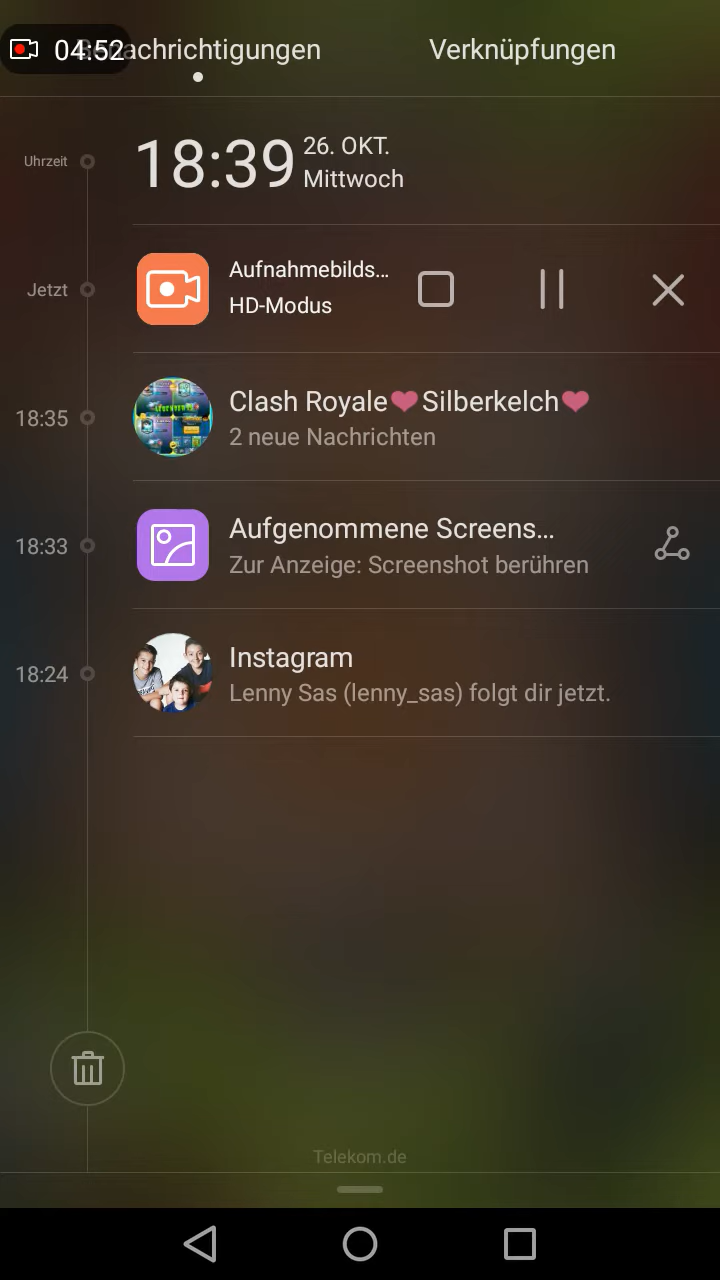 04:52
Benachrichtigungen
Verknüpfungen
Uhrzeit
18:39
26. OKT.
Mittwoch
Jetzt
Aufnahmebilds...
HD-Modus
18:35
Clash Royale❤Silberkelch❤
2 neue Nachrichten
18:33
Aufgenommene Screens...
Zur Anzeige: Screenshot berühren
18:24
Instagram
Lenny Sas (lenny_sas) folgt dir jetzt.
Telekom.de